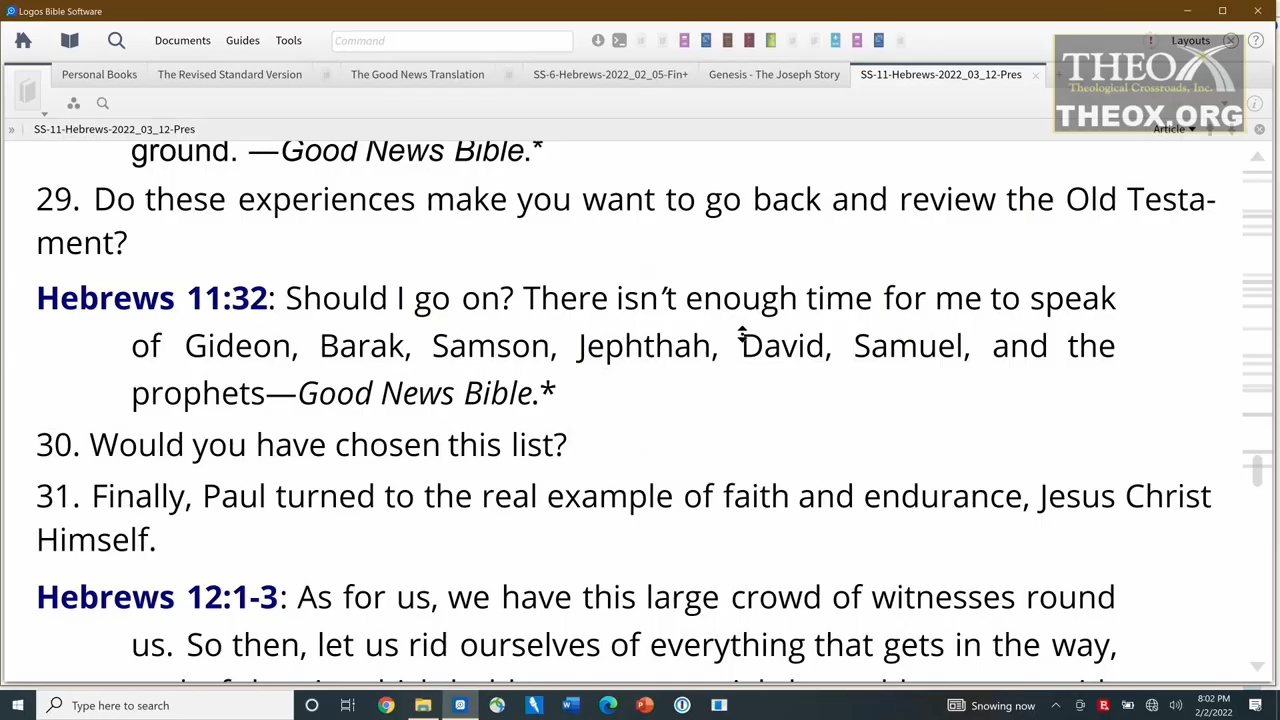 Logos Bible Software
Documents Guides Tools Command Layouts
THEOX
Theological Crossroads, Inc.
THEOX.ORG
Personal Books The Revised Standard Version The Good News Translation SS-6-Hebrews-2022_02_05-Fin+ Genesis - The Joseph Story SS-11-Hebrews-2022_03_12-Pres
» SS-11-Hebrews-2022_03_12-Pres Article
ground. —Good News Bible.*
29. Do these experiences make you want to go back and review the Old Testa-
ment?
Hebrews 11:32: Should I go on? There isn’t enough time for me to speak
of Gideon, Barak, Samson, Jephthah, David, Samuel, and the
prophets—Good News Bible.*
30. Would you have chosen this list?
31. Finally, Paul turned to the real example of faith and endurance, Jesus Christ
Himself.
Hebrews 12:1-3: As for us, we have this large crowd of witnesses round
us. So then, let us rid ourselves of everything that gets in the way,
Type here to search
Snowing now
8:02 PM
2/2/2022